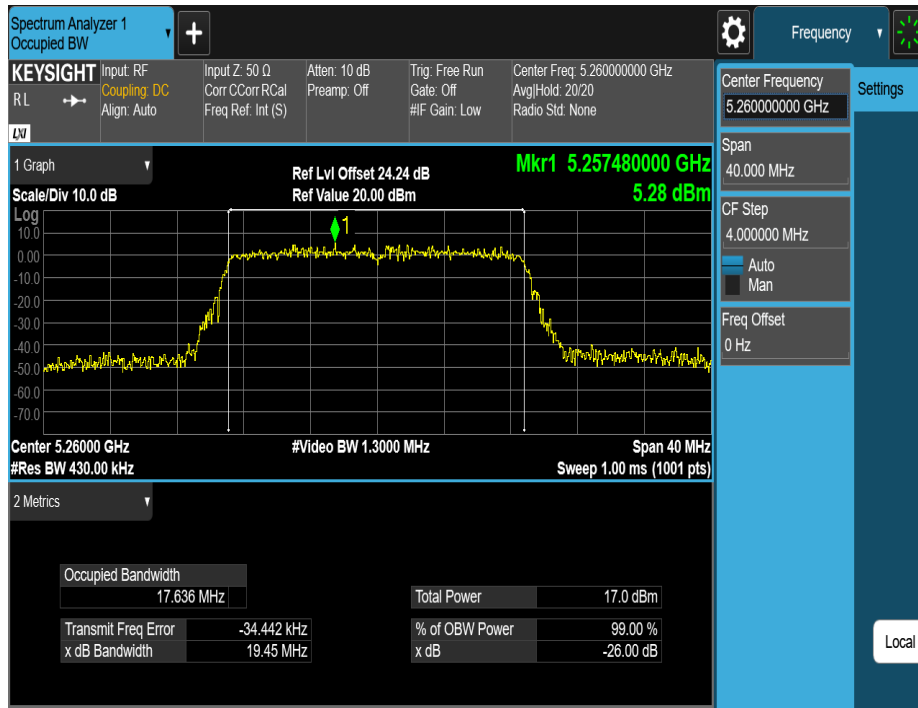 Spectrum Analyzer 1
Occupied BW
+
Frequency
KEYSIGHT
R L
LXI
Input: RF
Coupling: DC
Align: Auto
Input Z: 50 Ω
Corr CCorr RCal
Freq Ref: Int (S)
Atten: 10 dB
Preamp: Off
Trig: Free Run
Gate: Off
#IF Gain: Low
Center Freq: 5.260000000 GHz
Avg|Hold: 20/20
Radio Std: None
Center Frequency
5.260000000 GHz
Settings
Span
40.000 MHz
CF Step
4.000000 MHz
Auto
Man
Freq Offset
0 Hz
Local
1 Graph
Scale/Div 10.0 dB
Ref Lvl Offset 24.24 dB
Ref Value 20.00 dBm
Mkr1 5.257480000 GHz
5.28 dBm
Log
10.0
0.00
-10.0
-20.0
-30.0
-40.0
-50.0
-60.0
-70.0
1
Center 5.26000 GHz
#Video BW 1.3000 MHz
Span 40 MHz
#Res BW 430.00 kHz
Sweep 1.00 ms (1001 pts)
2 Metrics
Occupied Bandwidth
17.636 MHz
Total Power 17.0 dBm
Transmit Freq Error -34.442 kHz
% of OBW Power 99.00 %
x dB Bandwidth 19.45 MHz
x dB -26.00 dB